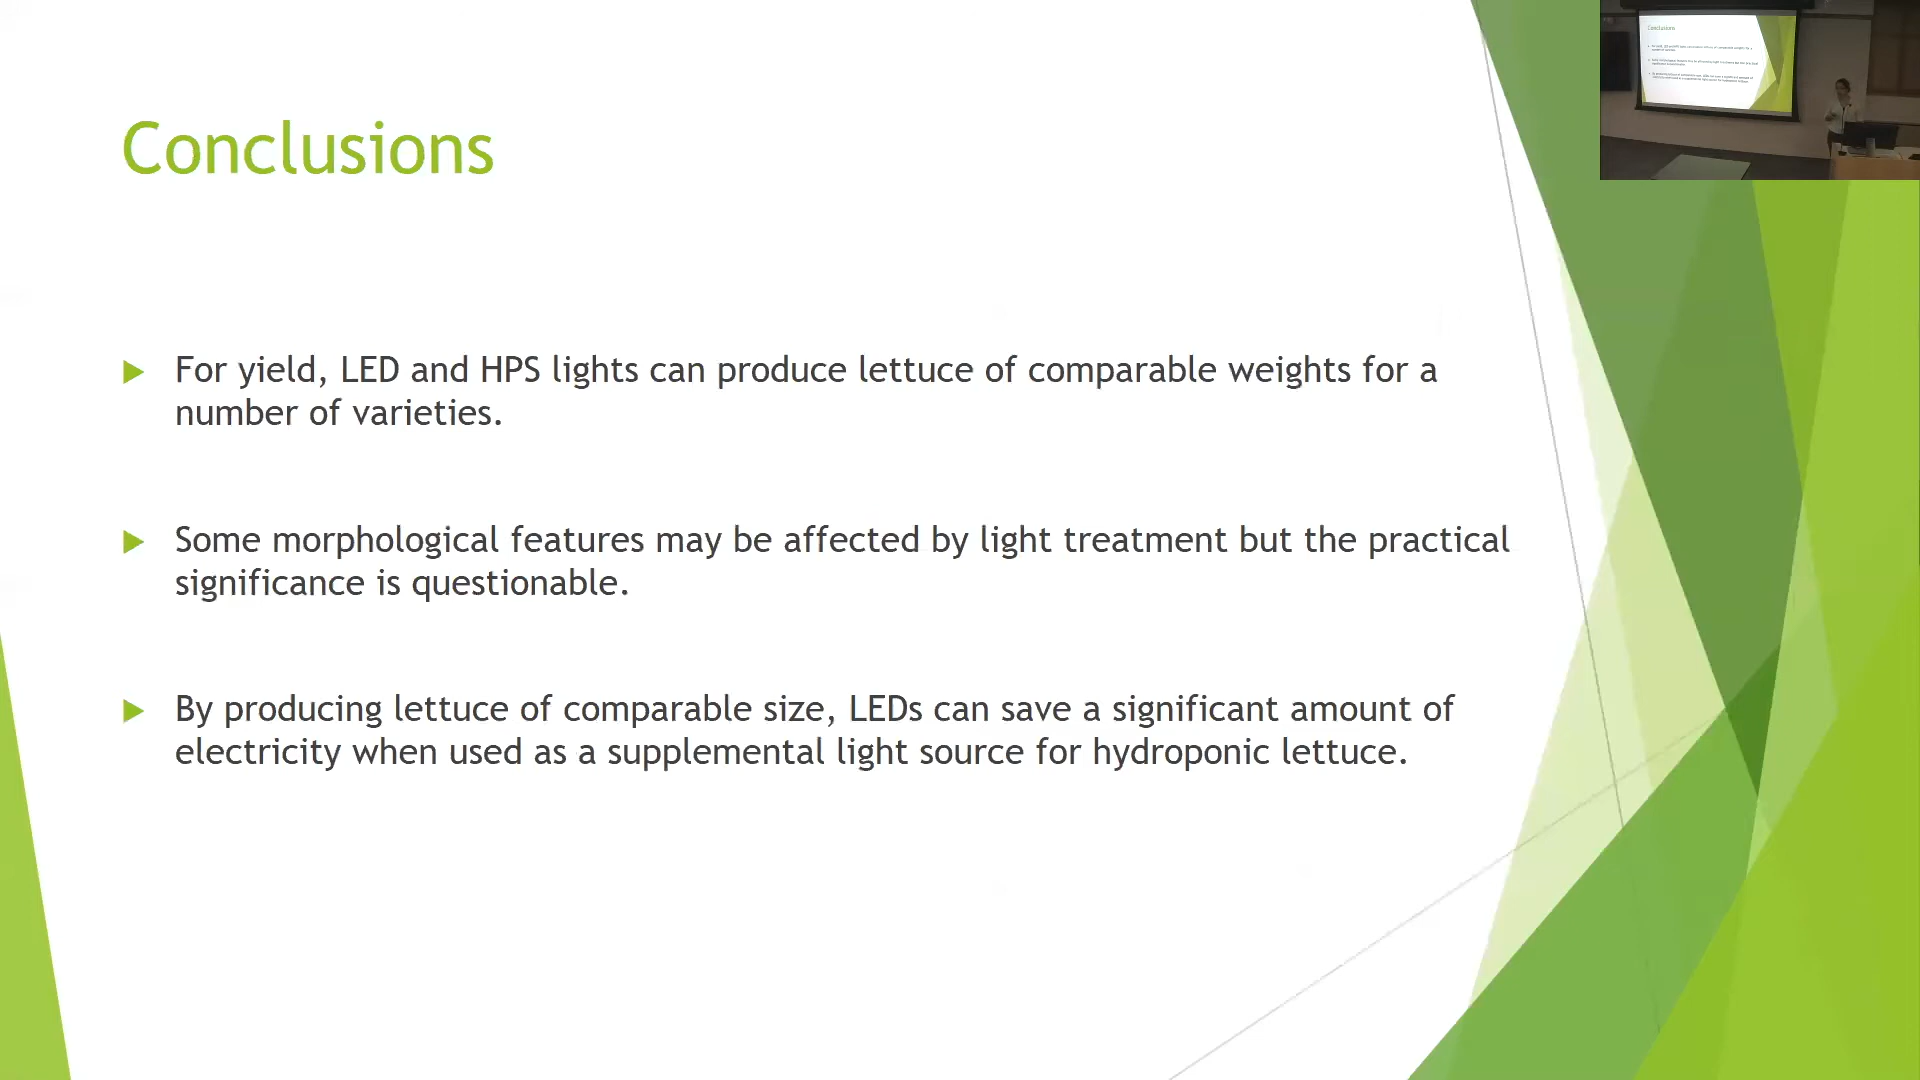 Conclusions
For yield, LED and HPS lights can produce lettuce of comparable weights for a
number of varieties.
Some morphological features may be affected by light treatment but the practical
significance is questionable.
By producing lettuce of comparable size, LEDs can save a significant amount of
electricity when used as a supplemental light source for hydroponic lettuce.
Conclusions